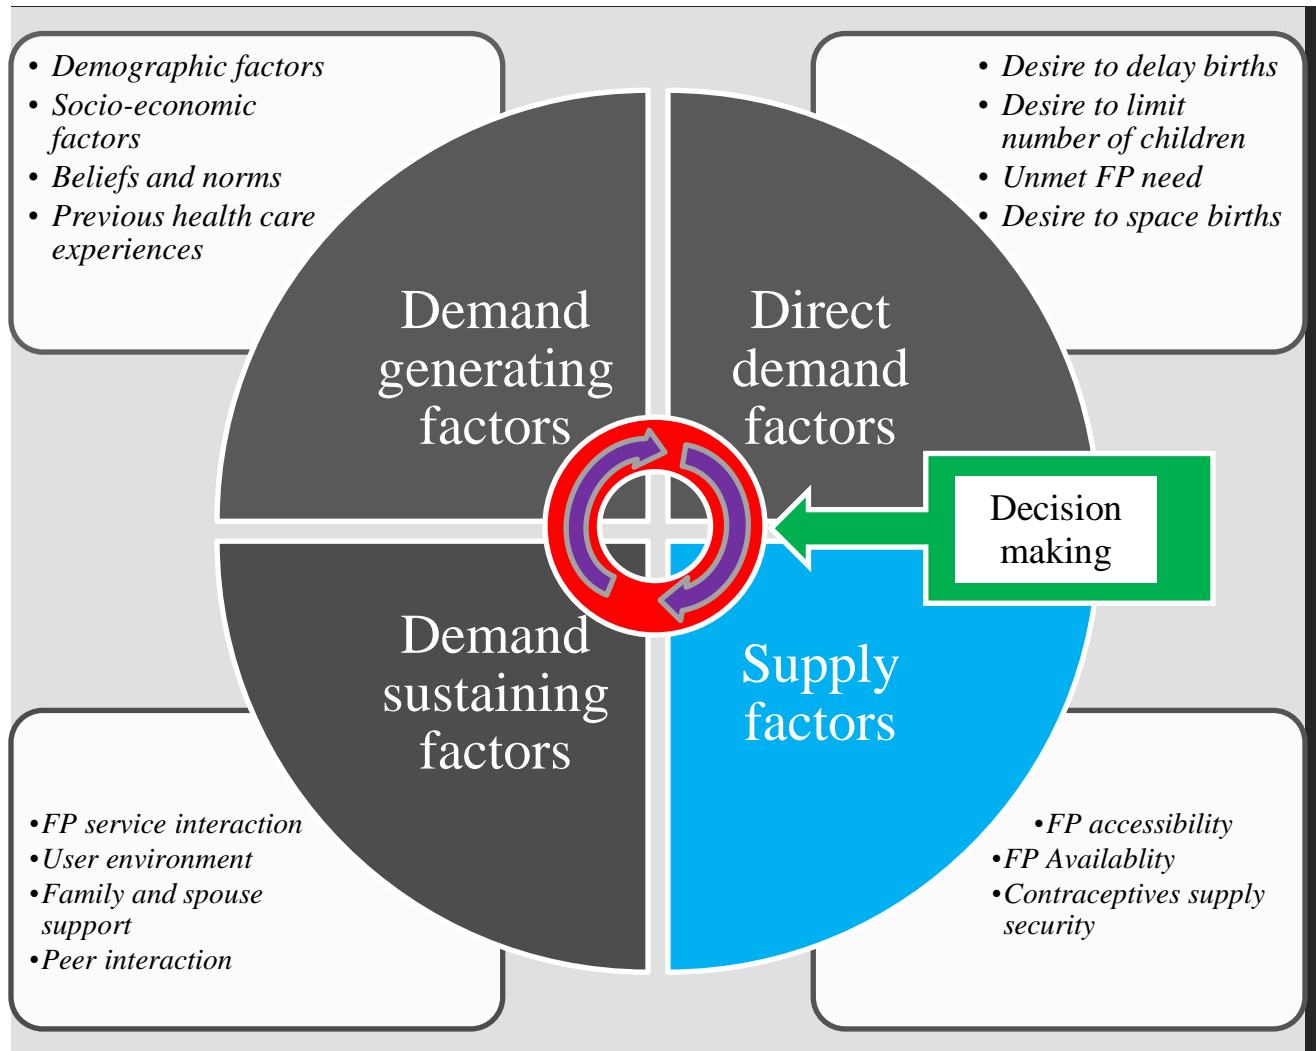 • Demographic factors
• Socio-economic
factors
• Beliefs and norms
• Previous health care
experiences
• Desire to delay births
• Desire to limit
number of children
• Unmet FP need
• Desire to space births
Demand
generating
factors
Direct
demand
factors
Decision
making
Demand
sustaining
factors
Supply
factors
•FP service interaction
•User environment
•Family and spouse
support
•Peer interaction
•FP accessibility
•FP Availablity
•Contraceptives supply
security